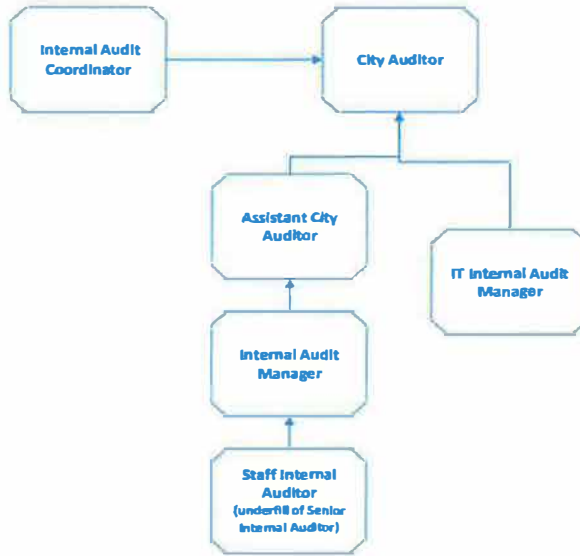 Internal Audit
Coordinator
City Auditor
Assistant City
Auditor
IT Internal Audit
Manager
Internal Audit
Manager
Staff Internal
Auditor
(underfill of Senior
Internal Auditor)